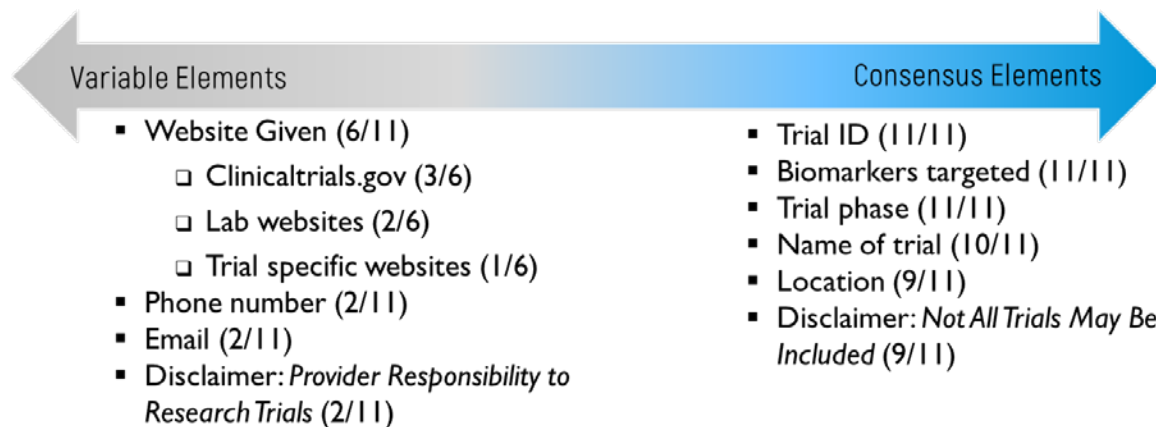 Variable Elements
Consensus Elements
▪ Website Given (6/11)
❑ Clinicaltrials.gov (3/6)
❑ Lab websites (2/6)
❑ Trial specific websites (1/6)
▪ Phone number (2/11)
▪ Email (2/11)
▪ Disclaimer: Provider Responsibility to
Research Trials (2/11)
▪ Trial ID (11/11)
▪ Biomarkers targeted (11/11)
▪ Trial phase (11/11)
▪ Name of trial (10/11)
▪ Location (9/11)
▪ Disclaimer: Not All Trials May Be
Included (9/11)